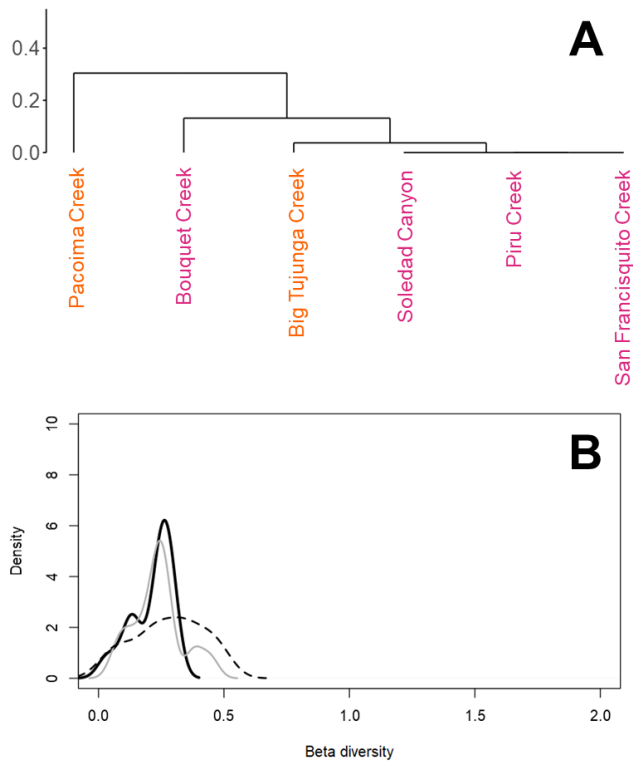 A
0.4
0.2
0.0
Pacoima Creek
Bouquet Creek
Big Tujunga Creek
Soledad Canyon
Piru Creek
San Francisquito Creek
B
10
8
6
4
2
0
Density
0.0 0.5 1.0 1.5 2.0
Beta diversity